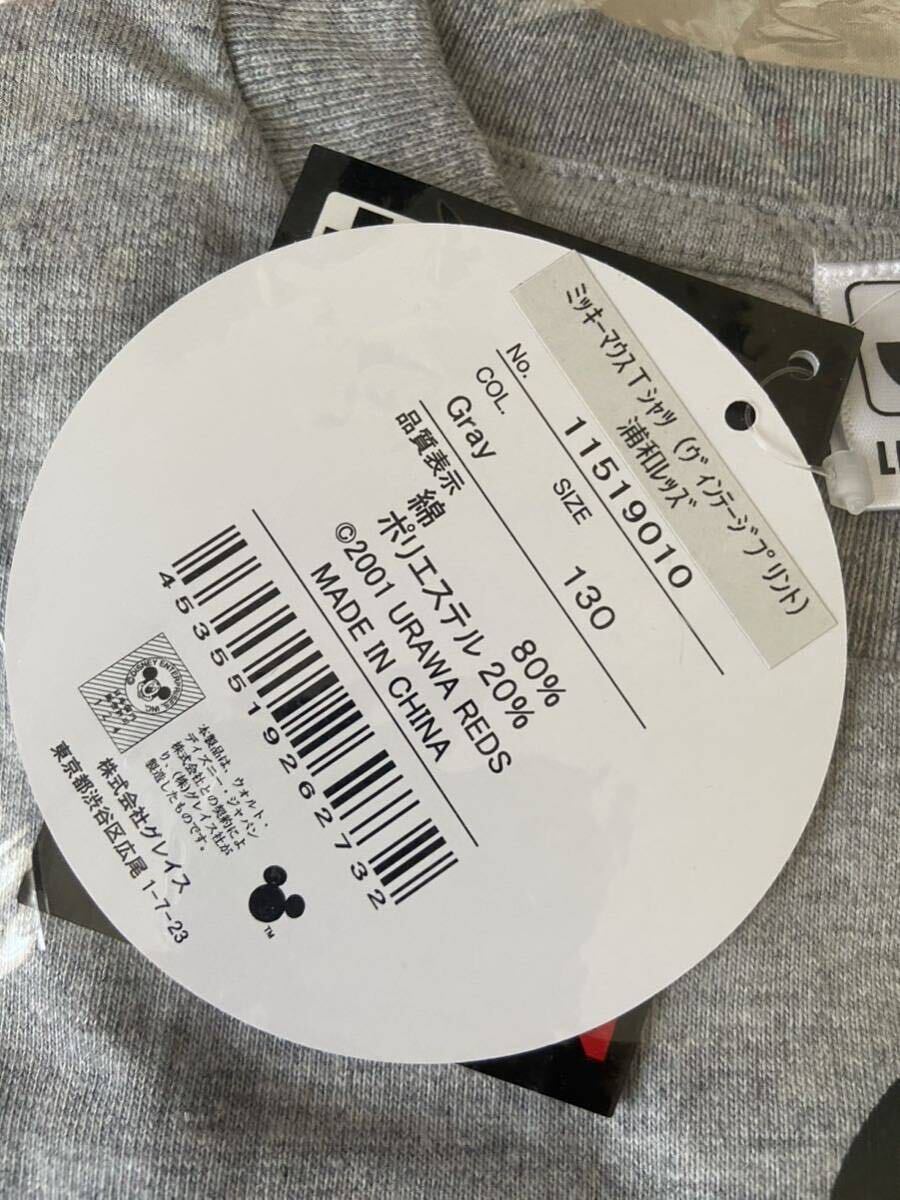 ミッキーマウスTシャツ (ヴィンテージプリント)
浦和レッズ
No. 11519010
COL. SIZE
Gray 130
品質表示 綿 80%
ポリエステル 20%
©2001 URAWA REDS
MADE IN CHINA
4535519262732
©DISNEY ENTERPRISES, INC.
本製品は、ウォルト・
ディズニー・ジャパン
株式会社との契約によ
り、(株)グレイス社が
製造したものです。
TM
株式会社グレイス
東京都渋谷区広尾 1-7-23